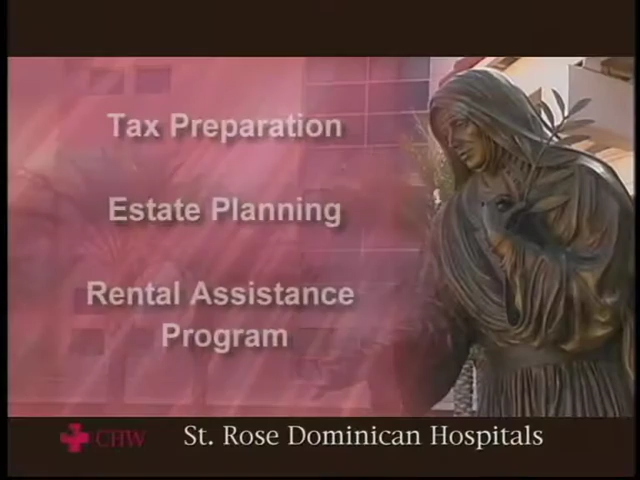 Tax Preparation
Estate Planning
Rental Assistance
Program
CHW
St. Rose Dominican Hospitals